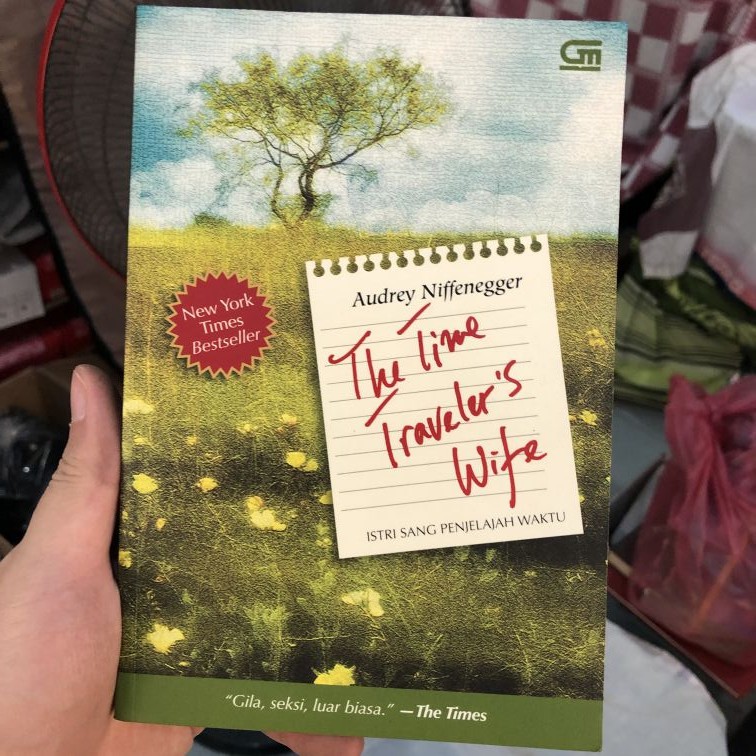 Gm
New York
Times
Bestseller
Audrey Niffenegger
The Time
Traveler's
Wife
ISTRI SANG PENJELAJAH WAKTU
"Gila, seksi, luar biasa." —The Times